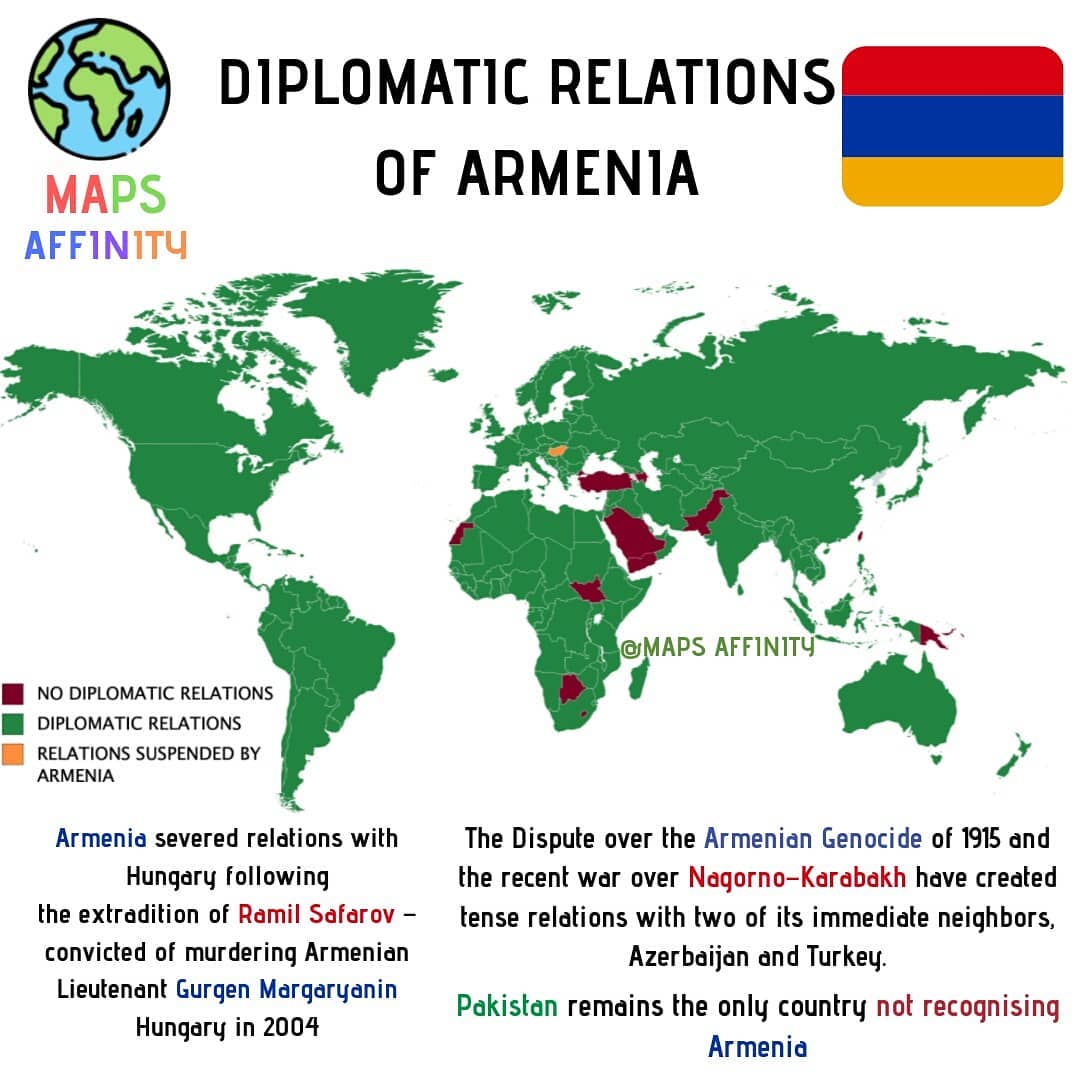 DIPLOMATIC RELATIONS
OF ARMENIA
MAPS
AFFINITY
@MAPS AFFINITY
NO DIPLOMATIC RELATIONS
DIPLOMATIC RELATIONS
RELATIONS SUSPENDED BY
ARMENIA
Armenia severed relations with
Hungary following
the extradition of Ramil Safarov –
convicted of murdering Armenian
Lieutenant Gurgen Margaryanin
Hungary in 2004
The Dispute over the Armenian Genocide of 1915 and
the recent war over Nagorno-Karabakh have created
tense relations with two of its immediate neighbors,
Azerbaijan and Turkey.
Pakistan remains the only country not recognising
Armenia